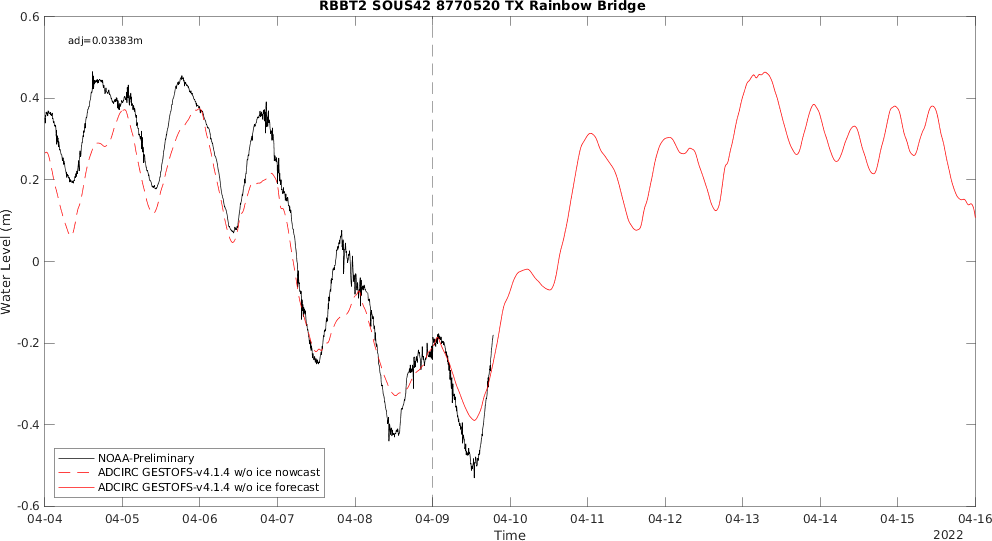 RBBT2 SOUS42 8770520 TX Rainbow Bridge
adj=0.03383m
Water Level (m)
0.6
0.4
0.2
0
-0.2
-0.4
-0.6
NOAA-Preliminary
ADCIRC GESTOFS-v4.1.4 w/o ice nowcast
ADCIRC GESTOFS-v4.1.4 w/o ice forecast
04-04 04-05 04-06 04-07 04-08 04-09 04-10 04-11 04-12 04-13 04-14 04-15 04-16
Time
2022